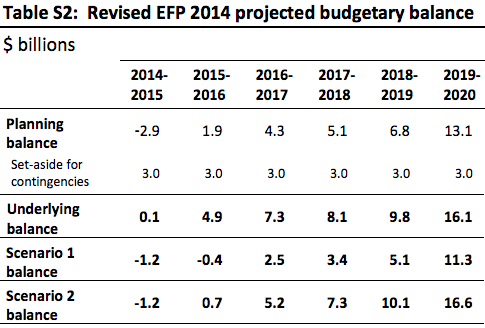 Table S2:  Revised EFP 2014 projected budgetary balance
$ billions
2014- 2015- 2016- 2017- 2018- 2019-
2015 2016 2017 2018 2019 2020
Planning
balance -2.9 1.9 4.3 5.1 6.8 13.1
Set-aside for
contingencies 3.0 3.0 3.0 3.0 3.0 3.0
Underlying
balance 0.1 4.9 7.3 8.1 9.8 16.1
Scenario 1
balance -1.2 -0.4 2.5 3.4 5.1 11.3
Scenario 2
balance -1.2 0.7 5.2 7.3 10.1 16.6